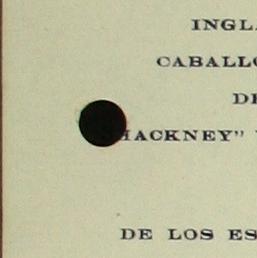 INGL
CABALLO
DE
HACKNEY"
DE LOS ES